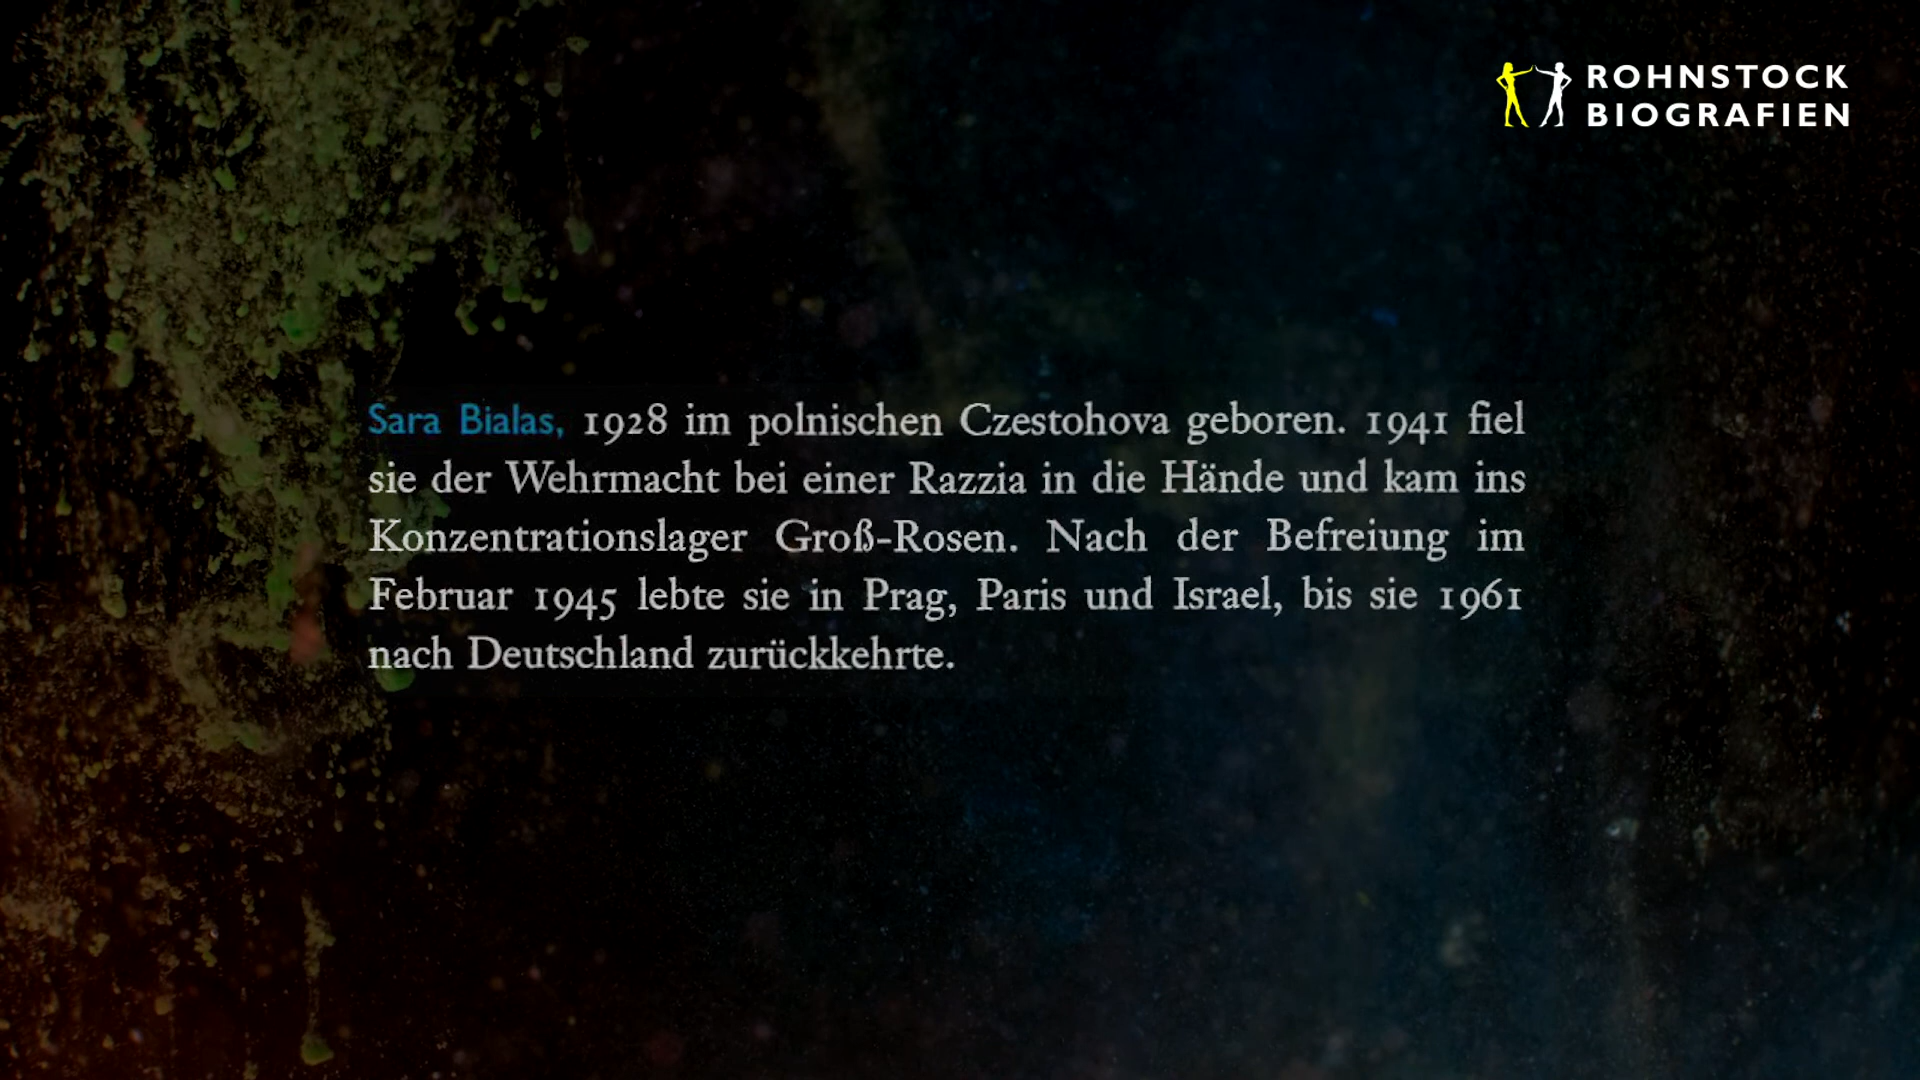 ROHNSTOCK
BIOGRAFIEN
Sara Bialas, 1928 im polnischen Czestohova geboren. 1941 fiel
sie der Wehrmacht bei einer Razzia in die Hände und kam ins
Konzentrationslager Groß-Rosen. Nach der Befreiung im
Februar 1945 lebte sie in Prag, Paris und Israel, bis sie 1961
nach Deutschland zurückkehrte.